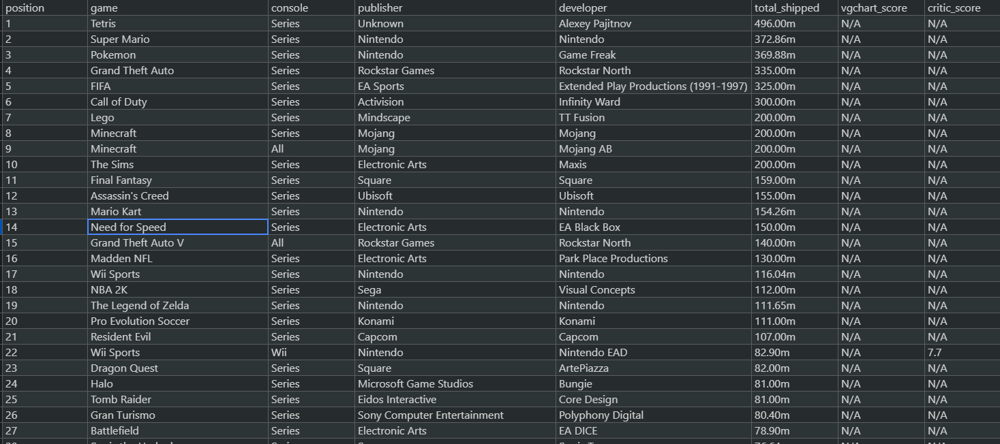 position game console publisher developer total_shipped vgchart_score critic_score
1 Tetris Series Unknown Alexey Pajitnov 496.00m N/A N/A
2 Super Mario Series Nintendo Nintendo 372.86m N/A N/A
3 Pokemon Series Nintendo Game Freak 369.88m N/A N/A
4 Grand Theft Auto Series Rockstar Games Rockstar North 335.00m N/A N/A
5 FIFA Series EA Sports Extended Play Productions (1991-1997) 325.00m N/A N/A
6 Call of Duty Series Activision Infinity Ward 300.00m N/A N/A
7 Lego Series Mindscape TT Fusion 200.00m N/A N/A
8 Minecraft Series Mojang Mojang 200.00m N/A N/A
9 Minecraft All Mojang Mojang AB 200.00m N/A N/A
10 The Sims Series Electronic Arts Maxis 200.00m N/A N/A
11 Final Fantasy Series Square Square 159.00m N/A N/A
12 Assassin's Creed Series Ubisoft Ubisoft 155.00m N/A N/A
13 Mario Kart Series Nintendo Nintendo 154.26m N/A N/A
14 Need for Speed Series Electronic Arts EA Black Box 150.00m N/A N/A
15 Grand Theft Auto V All Rockstar Games Rockstar North 140.00m N/A N/A
16 Madden NFL Series Electronic Arts Park Place Productions 130.00m N/A N/A
17 Wii Sports Series Nintendo Nintendo 116.04m N/A N/A
18 NBA 2K Series Sega Visual Concepts 112.00m N/A N/A
19 The Legend of Zelda Series Nintendo Nintendo 111.65m N/A N/A
20 Pro Evolution Soccer Series Konami Konami 111.00m N/A N/A
21 Resident Evil Series Capcom Capcom 107.00m N/A N/A
22 Wii Sports Wii Nintendo Nintendo EAD 82.90m N/A 7.7
23 Dragon Quest Series Square ArtePiazza 82.00m N/A N/A
24 Halo Series Microsoft Game Studios Bungie 81.00m N/A N/A
25 Tomb Raider Series Eidos Interactive Core Design 81.00m N/A N/A
26 Gran Turismo Series Sony Computer Entertainment Polyphony Digital 80.40m N/A N/A
27 Battlefield Series Electronic Arts EA DICE 78.90m N/A N/A